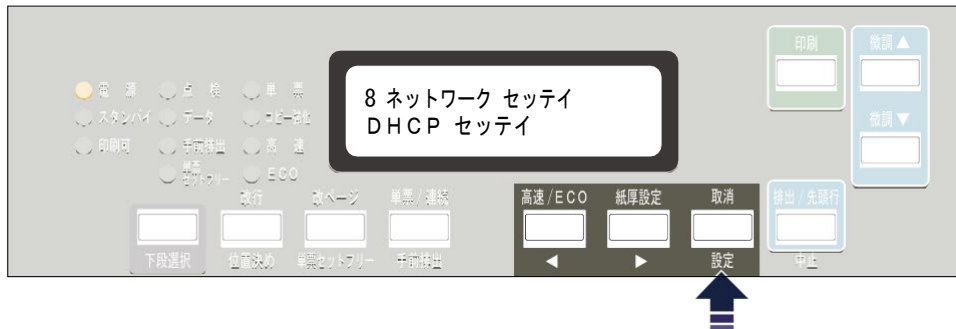 8 ネットワーク セッテイ
DHCP セッテイ
印刷
微調▲
微調▼
電源
点検
単票
スタンバイ
データ
コピー強化
印刷可
手前排出
高速
単票セットフリー
ECO
改行
改ページ
単票/連続
高速/ECO
紙厚設定
取消
排出/先頭行
下段選択
位置決め
単票セットフリー
手前排出
◀
▶
設定
中止